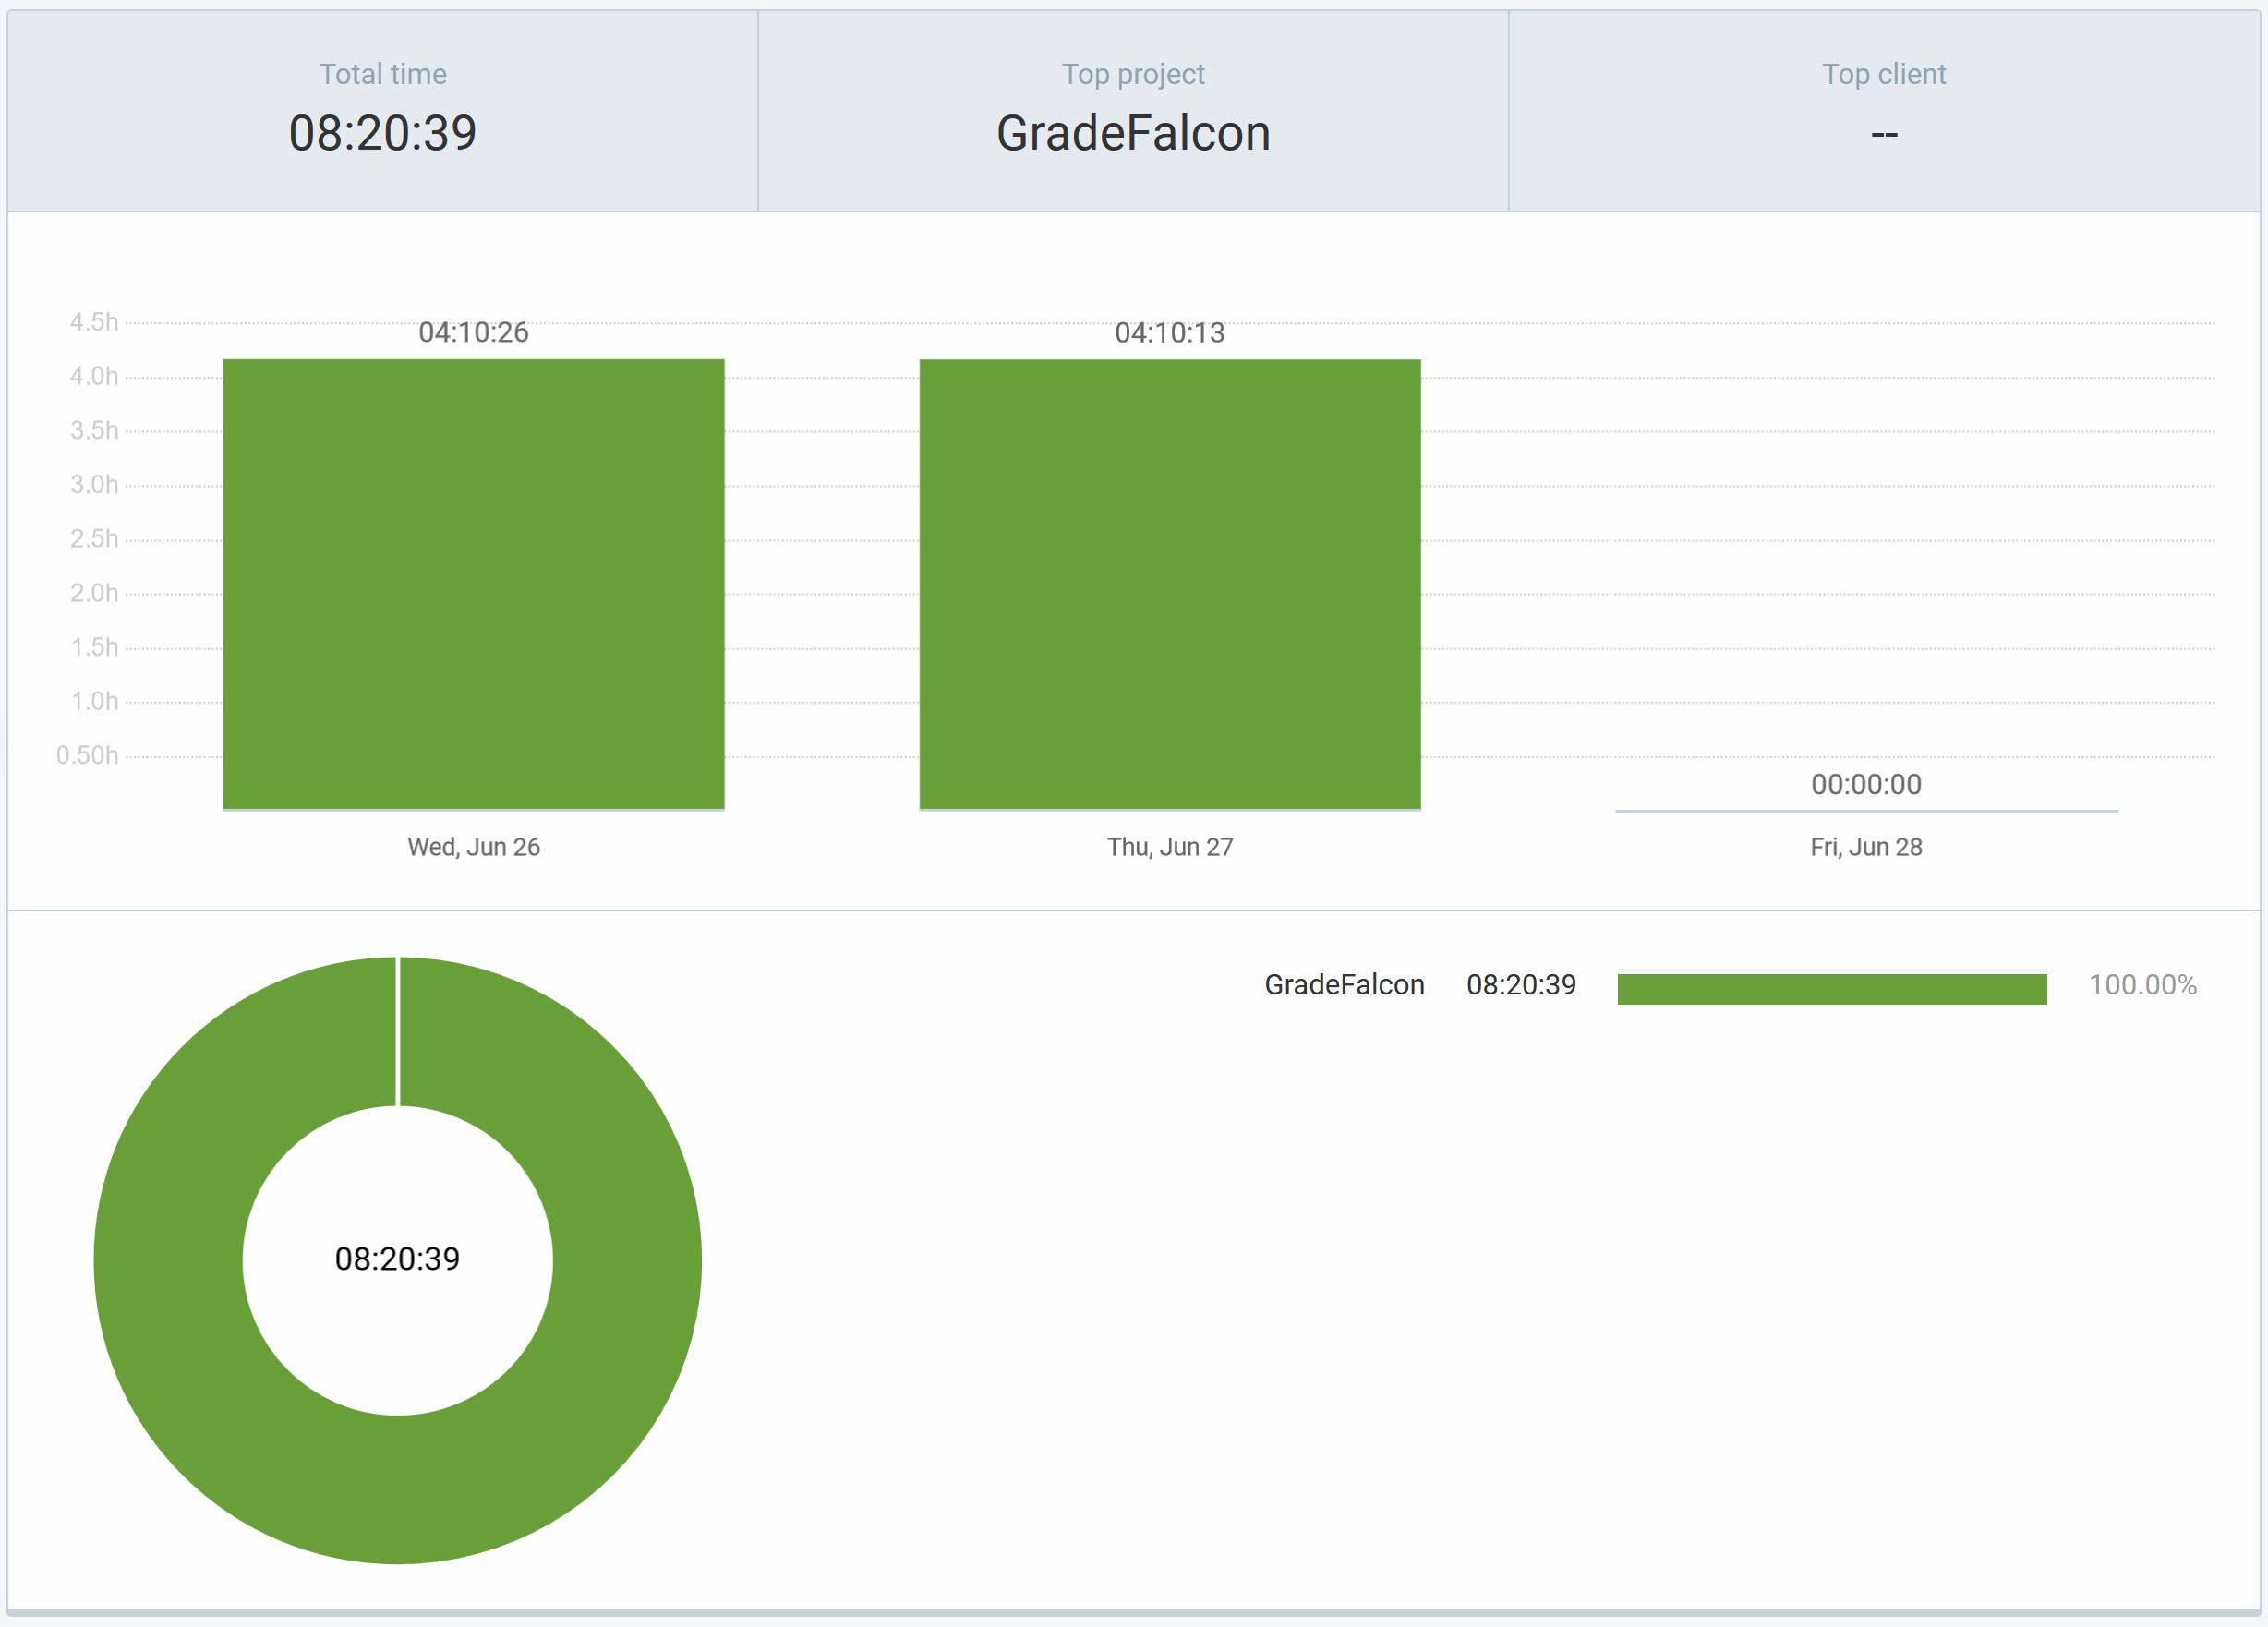 Total time
08:20:39
Top project
GradeFalcon
Top client
--
4.5h
4.0h
3.5h
3.0h
2.5h
2.0h
1.5h
1.0h
0.50h
04:10:26
04:10:13
00:00:00
Wed, Jun 26
Thu, Jun 27
Fri, Jun 28
08:20:39
GradeFalcon 08:20:39 100.00%